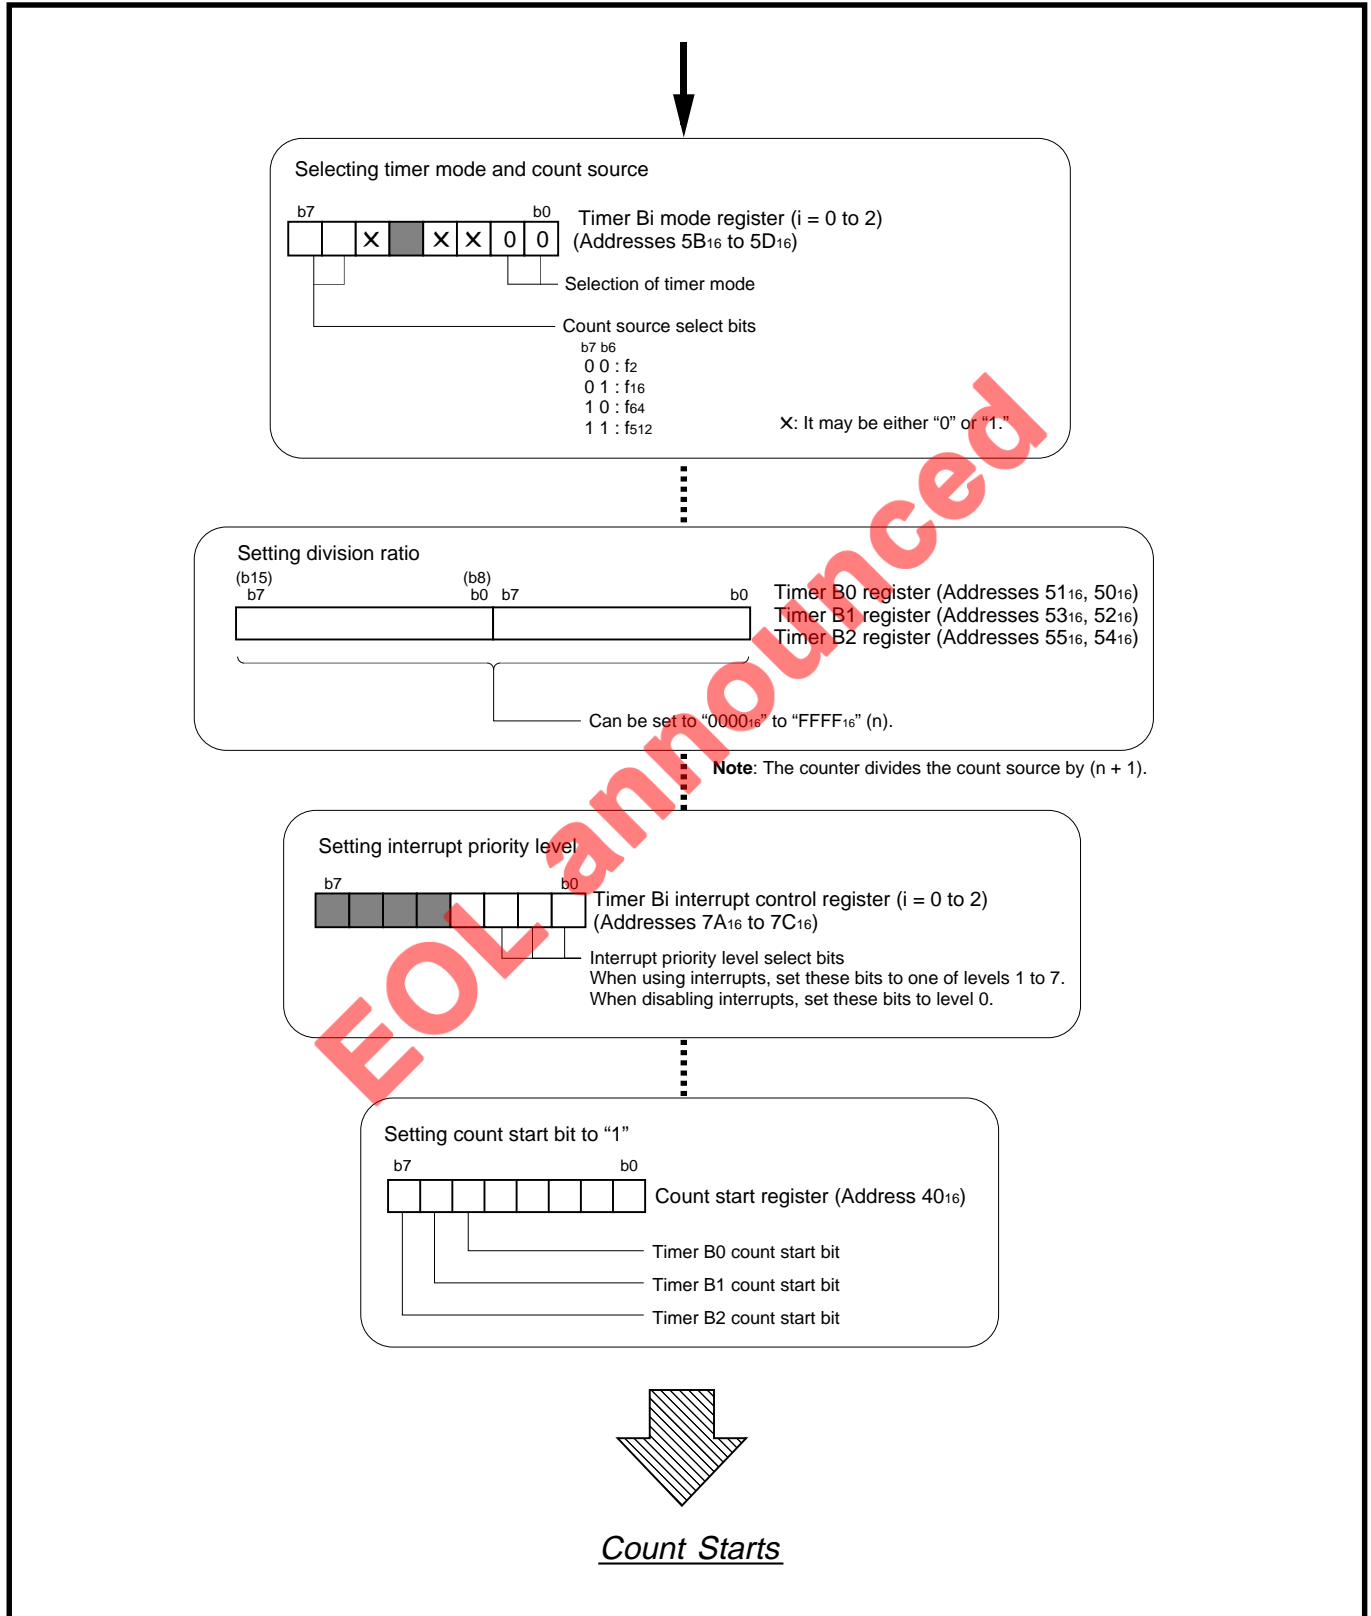 Selecting timer mode and count source
b7 b0
✕ ✕ ✕ 0 0
Timer Bi mode register (i = 0 to 2)
(Addresses 5B16 to 5D16)
Selection of timer mode
Count source select bits
b7 b6
0 0 : f2
0 1 : f16
1 0 : f64
1 1 : f512
✕: It may be either “0” or “1.”
Setting division ratio
(b15) (b8)
b7 b0 b7 b0
Timer B0 register (Addresses 5116, 5016)
Timer B1 register (Addresses 5316, 5216)
Timer B2 register (Addresses 5516, 5416)
Can be set to “000016” to “FFFF16” (n).
Note: The counter divides the count source by (n + 1).
Setting interrupt priority level
b7 b0
Timer Bi interrupt control register (i = 0 to 2)
(Addresses 7A16 to 7C16)
Interrupt priority level select bits
When using interrupts, set these bits to one of levels 1 to 7.
When disabling interrupts, set these bits to level 0.
Setting count start bit to “1”
b7 b0
Count start register (Address 4016)
Timer B0 count start bit
Timer B1 count start bit
Timer B2 count start bit
Count Starts
EOL announced